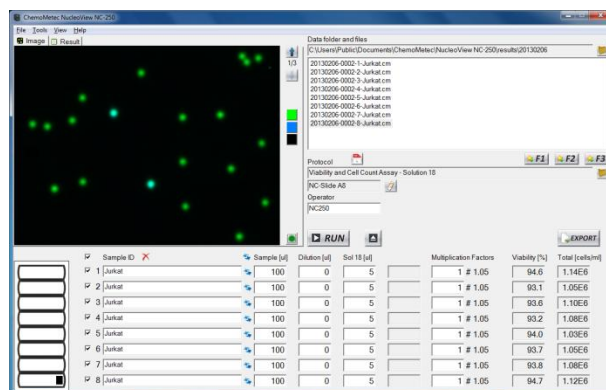 ChemoMetec NucleoView NC-250
File Tools View Help
Image Result
1/3
Data folder and files
C:\Users\Public\Documents\ChemoMetec\NucleoView NC-250\results\20130206
20130206-0002-1-Jurkat.cm
20130206-0002-2-Jurkat.cm
20130206-0002-3-Jurkat.cm
20130206-0002-4-Jurkat.cm
20130206-0002-5-Jurkat.cm
20130206-0002-6-Jurkat.cm
20130206-0002-7-Jurkat.cm
20130206-0002-8-Jurkat.cm
Protocol
F1 F2 F3
Viability and Cell Count Assay - Solution 18
NC-Slide A8
Operator
NC250
RUN EXPORT
Sample ID Sample [ul] Dilution [ul] Sol 18 [ul] Multiplication Factors Viability [%] Total [cells/ml]
1 Jurkat 100 0 5 1 # 1.05 94.6 1.14E6
2 Jurkat 100 0 5 1 # 1.05 93.1 1.05E6
3 Jurkat 100 0 5 1 # 1.05 93.6 1.10E6
4 Jurkat 100 0 5 1 # 1.05 93.2 1.08E6
5 Jurkat 100 0 5 1 # 1.05 94.0 1.03E6
6 Jurkat 100 0 5 1 # 1.05 93.7 1.05E6
7 Jurkat 100 0 5 1 # 1.05 93.8 1.08E6
8 Jurkat 100 0 5 1 # 1.05 94.7 1.12E6